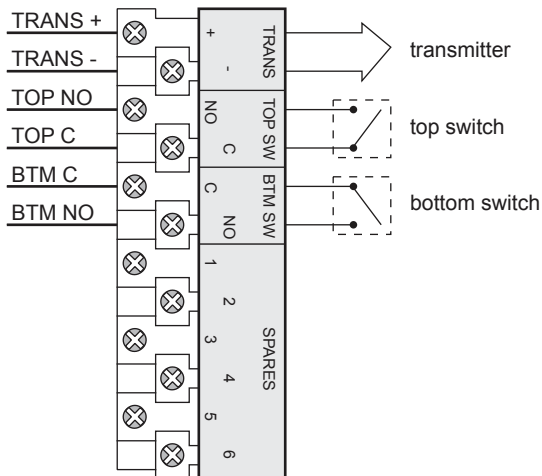 TRANS +
TRANS -
TOP NO
TOP C
BTM C
BTM NO
+
-
NO
C
C
NO
1
2
3
4
5
6
TRANS
TOP SW
BTM SW
SPARES
transmitter
top switch
bottom switch